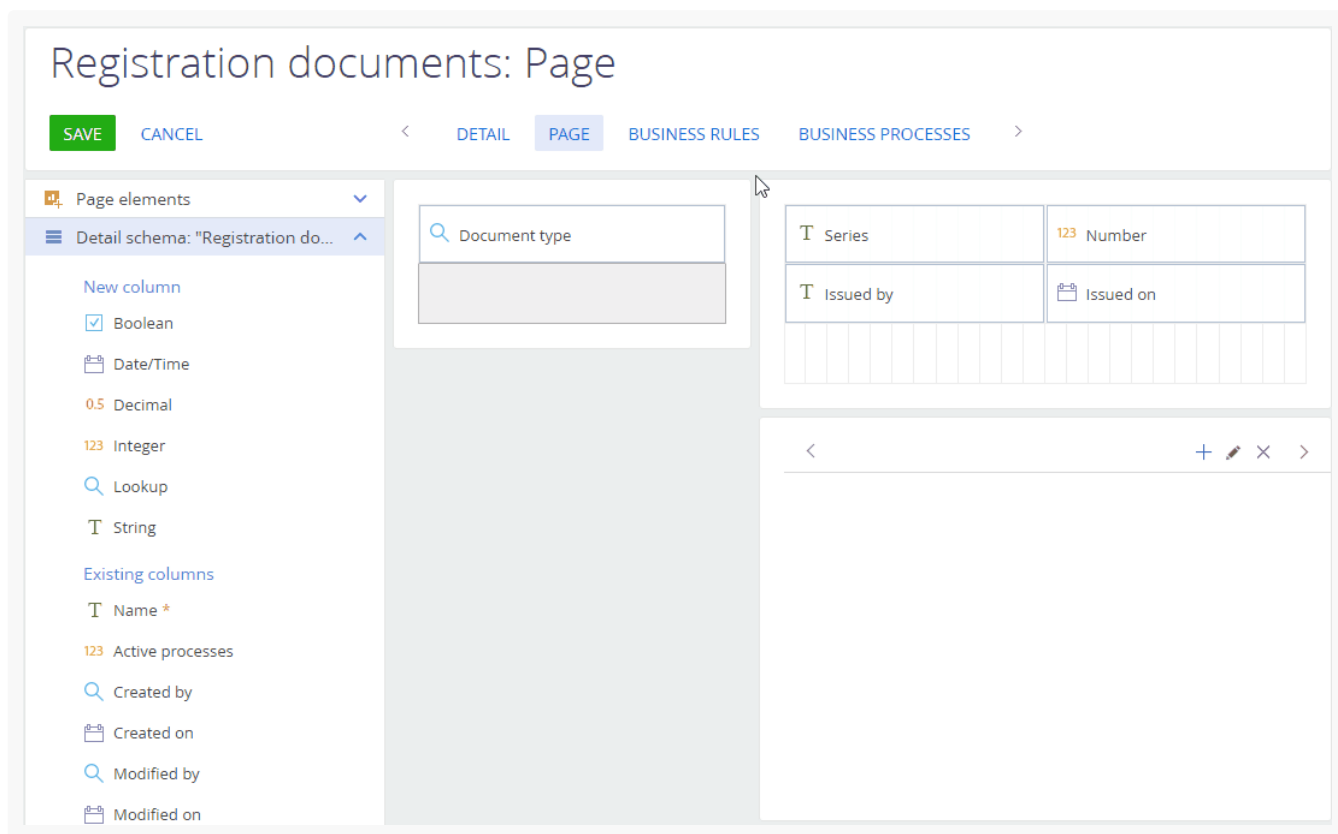 Registration documents: Page
SAVE CANCEL DETAIL PAGE BUSINESS RULES BUSINESS PROCESSES
Page elements
Detail schema: "Registration do...
New column
Boolean
Date/Time
0.5 Decimal
123 Integer
Lookup
T String
Existing columns
T Name *
123 Active processes
Created by
Created on
Modified by
Modified on
Document type
T Series 123 Number
T Issued by Issued on